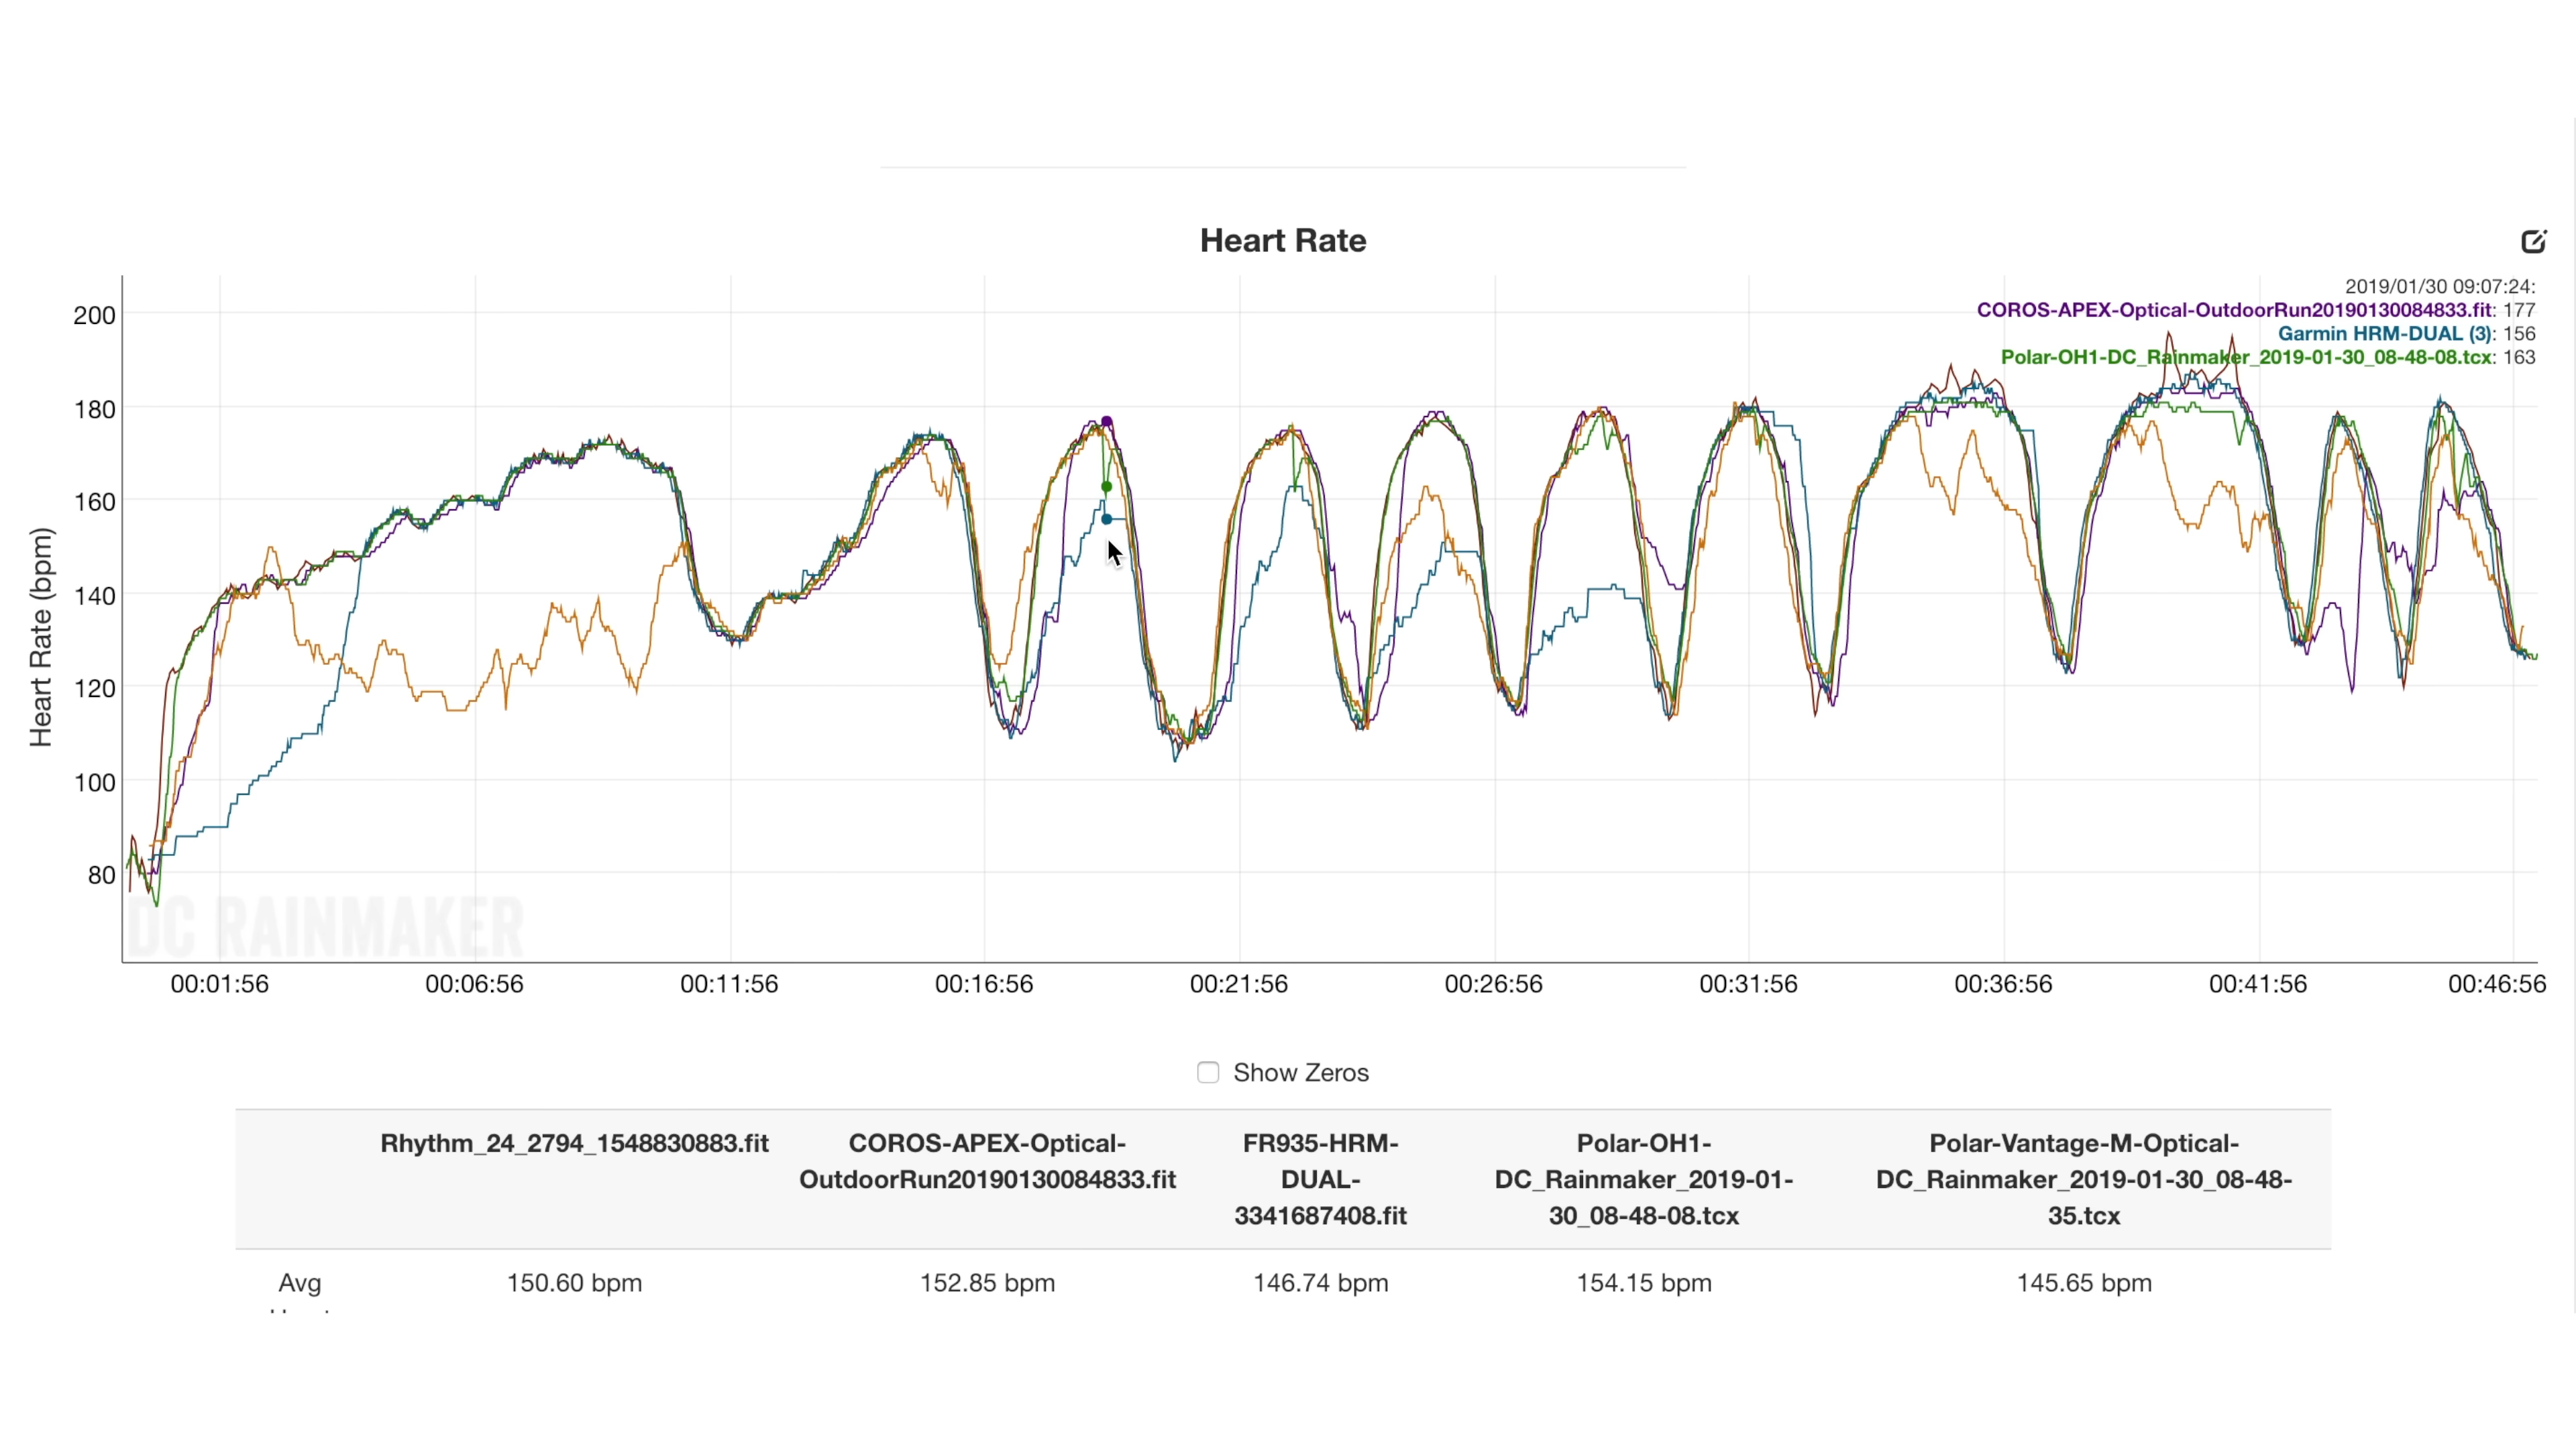 Heart Rate
2019/01/30 09:07:24:
COROS-APEX-Optical-OutdoorRun20190130084833.fit: 177
Garmin HRM-DUAL (3): 156
Polar-OH1-DC_Rainmaker_2019-01-30_08-48-08.tcx: 163
Heart Rate (bpm)
200
180
160
140
120
100
80
DC RAINMAKER
00:01:56 00:06:56 00:11:56 00:16:56 00:21:56 00:26:56 00:31:56 00:36:56 00:41:56 00:46:56
Show Zeros
Rhythm_24_2794_1548830883.fit
COROS-APEX-Optical-
OutdoorRun20190130084833.fit
FR935-HRM-
DUAL-
3341687408.fit
Polar-OH1-
DC_Rainmaker_2019-01-
30_08-48-08.tcx
Polar-Vantage-M-Optical-
DC_Rainmaker_2019-01-30_08-48-
35.tcx
Avg 150.60 bpm 152.85 bpm 146.74 bpm 154.15 bpm 145.65 bpm